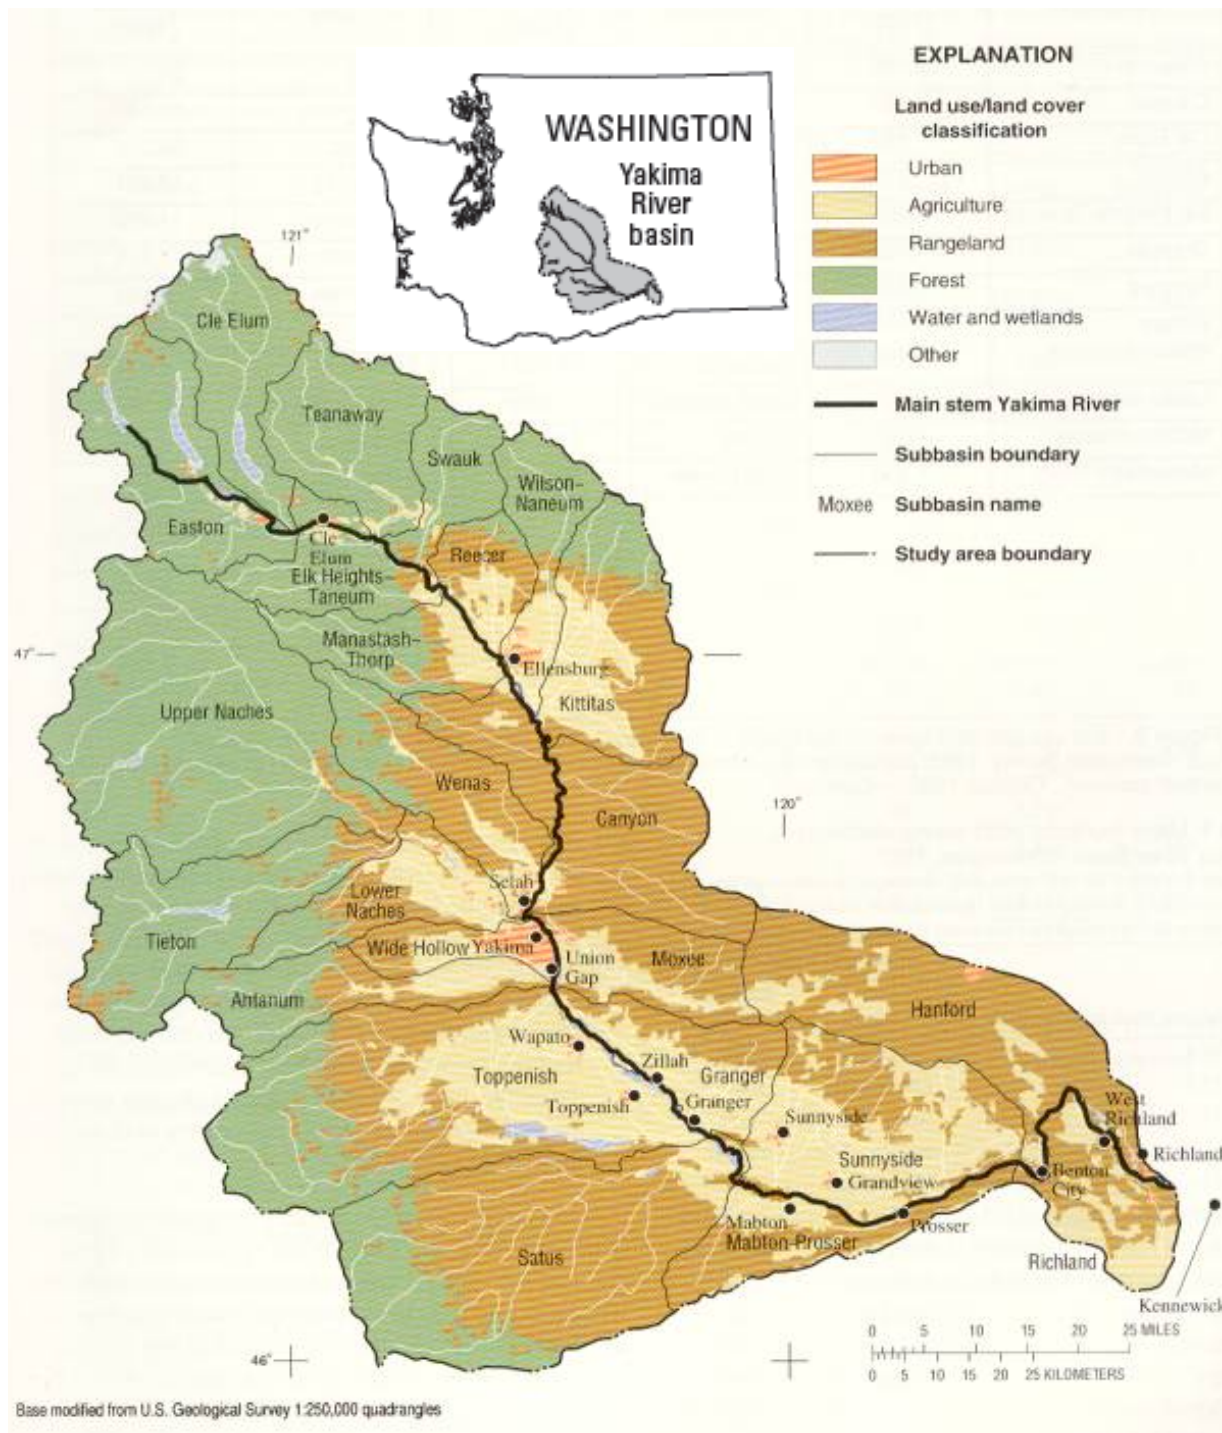 EXPLANATION
Land use/land cover
classification
Urban
Agriculture
Rangeland
Forest
Water and wetlands
Other
Main stem Yakima River
Subbasin boundary
Moxee Subbasin name
Study area boundary
WASHINGTON
Yakima
River
basin
121°
Cle Elum
Teanaway
Swauk
Wilson-
Naneum
Easton
Cle
Elum
Elk Heights-
Taneum
Reecer
Manastash-
Thorp
47°
Ellensburg
Kittitas
Upper Naches
Wenas
Canyon
120°
Selah
Lower
Naches
Tieton
Wide Hollow
Yakima
Union
Gap
Moxee
Ahtanum
Hanford
Wapato
Zillah
Toppenish
Granger
Toppenish
Granger
Sunnyside
West
Richland
Richland
Sunnyside
Grandview
Benton
City
Mabton
Prosser
Mabton-Prosser
Satus
Richland
Kennewick
0 5 10 15 20 25 MILES
0 5 10 15 20 25 KILOMETERS
46°
Base modified from U.S. Geological Survey 1:250,000 quadrangles